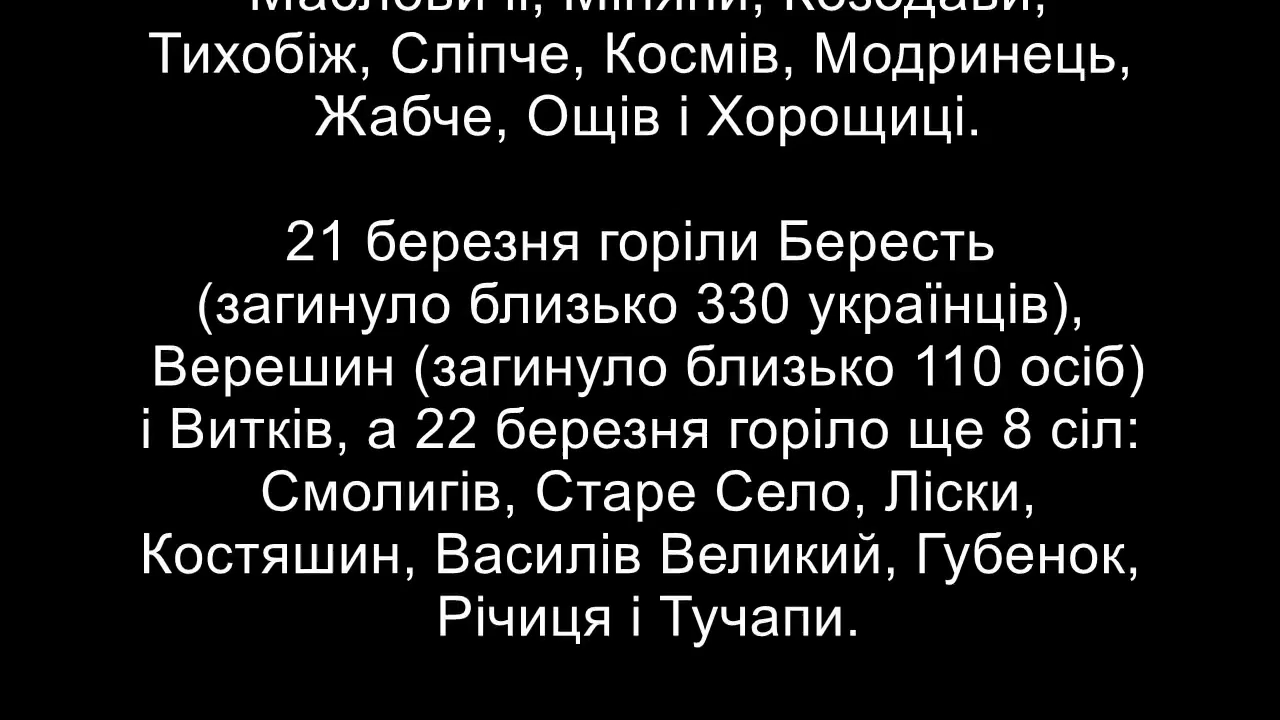 Тихобіж, Сліпче, Космів, Модринець,
Жабче, Ощів і Хорощиці.
21 березня горіли Бересть
(загинуло близько 330 українців),
Верешин (загинуло близько 110 осіб)
і Витків, а 22 березня горіло ще 8 сіл:
Смолигів, Старе Село, Ліски,
Костяшин, Василів Великий, Губенок,
Річиця і Тучапи.